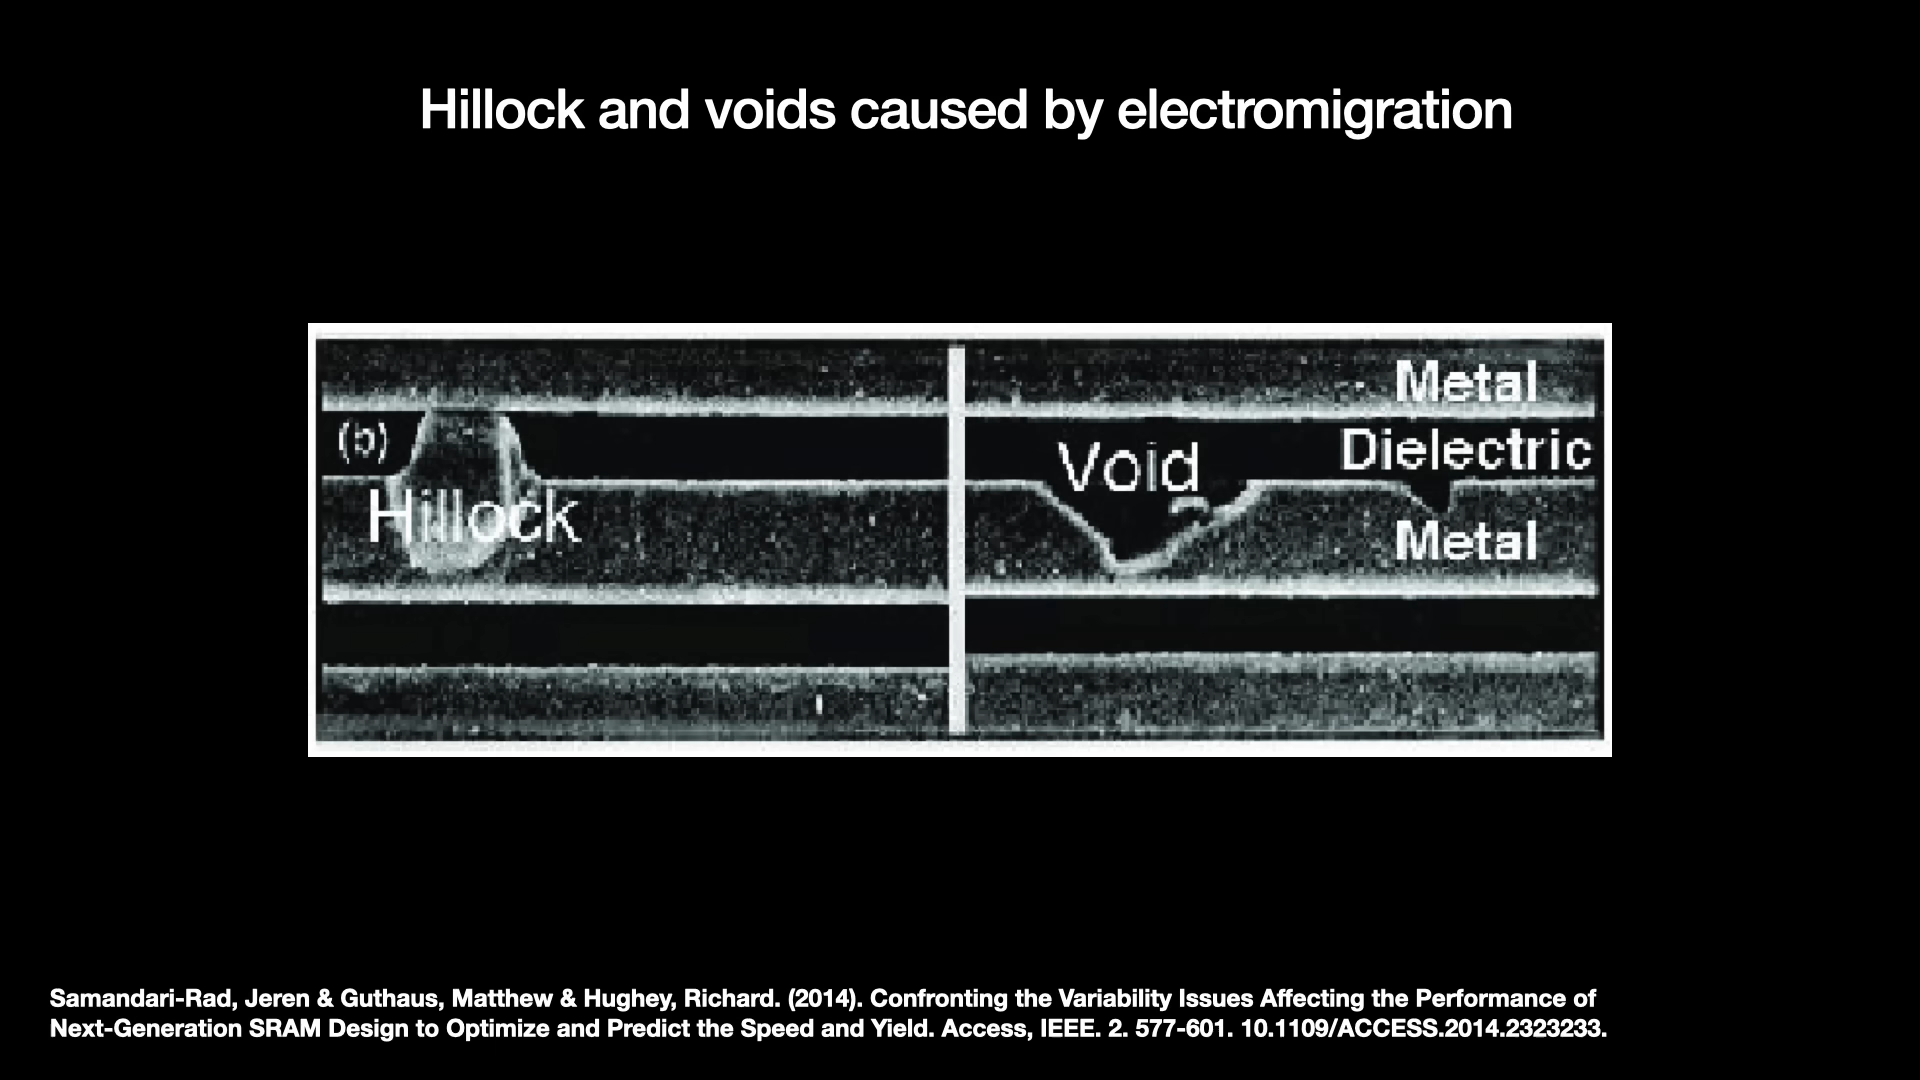 Hillock and voids caused by electromigration
Metal
(b)
Dielectric
Void
Hillock
Metal
Samandari-Rad, Jeren & Guthaus, Matthew & Hughey, Richard. (2014). Confronting the Variability Issues Affecting the Performance of
Next-Generation SRAM Design to Optimize and Predict the Speed and Yield. Access, IEEE. 2. 577-601. 10.1109/ACCESS.2014.2323233.